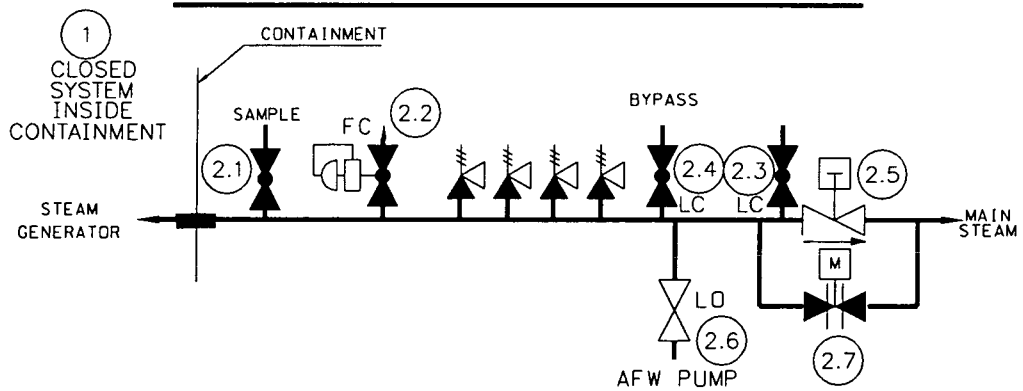 1
CLOSED
SYSTEM
INSIDE
CONTAINMENT
CONTAINMENT
SAMPLE
2.1
FC
2.2
BYPASS
2.4
LC
2.3
LC
T
2.5
STEAM
GENERATOR
MAIN
STEAM
M
LO
2.6
2.7
AFW PUMP